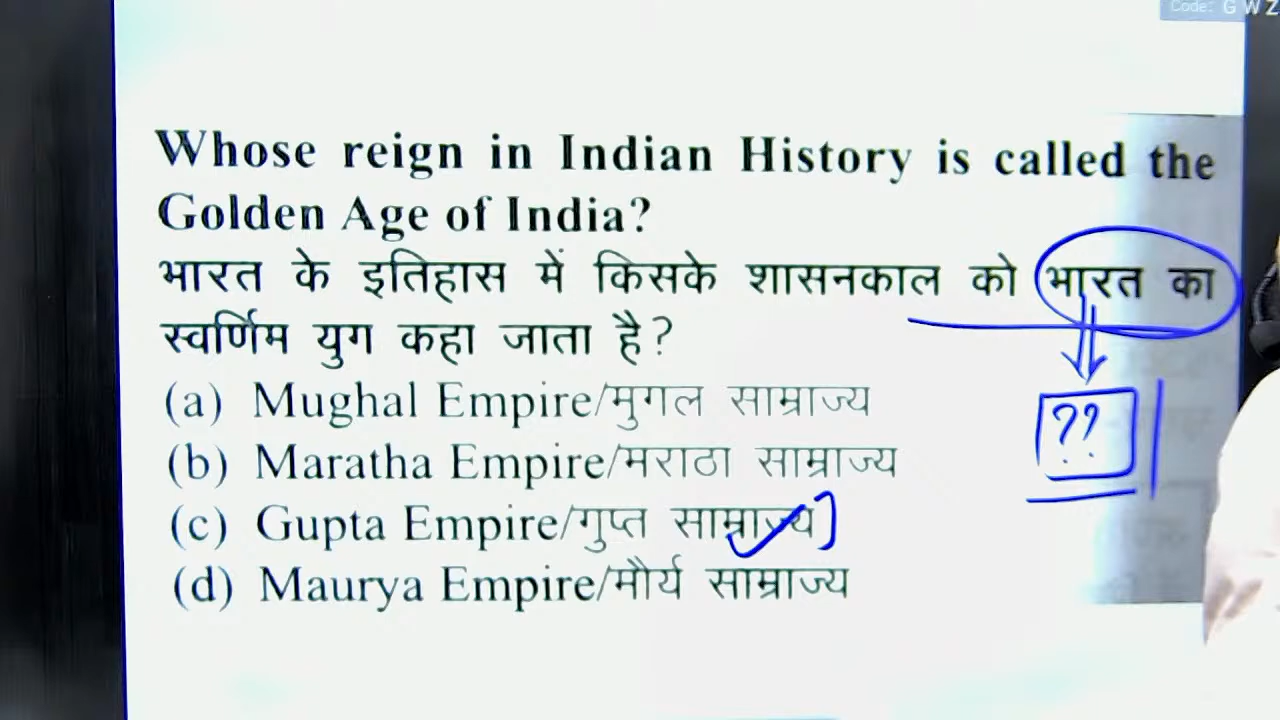 Code: G W Z
Whose reign in Indian History is called the
Golden Age of India?
भारत के इतिहास में किसके शासनकाल को भारत का
स्वर्णिम युग कहा जाता है?
(a) Mughal Empire/मुगल साम्राज्य
(b) Maratha Empire/मराठा साम्राज्य
??
(c) Gupta Empire/गुप्त साम्राज्य
(d) Maurya Empire/मौर्य साम्राज्य